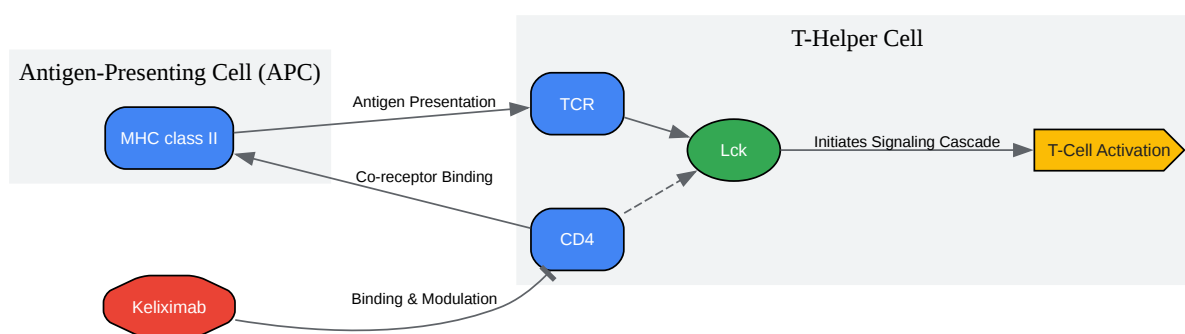 T-Helper Cell
Antigen-Presenting Cell (APC)
Antigen Presentation
TCR
MHC class II
Initiates Signaling Cascade
Lck
T-Cell Activation
Co-receptor Binding
CD4
Binding & Modulation
Keliximab